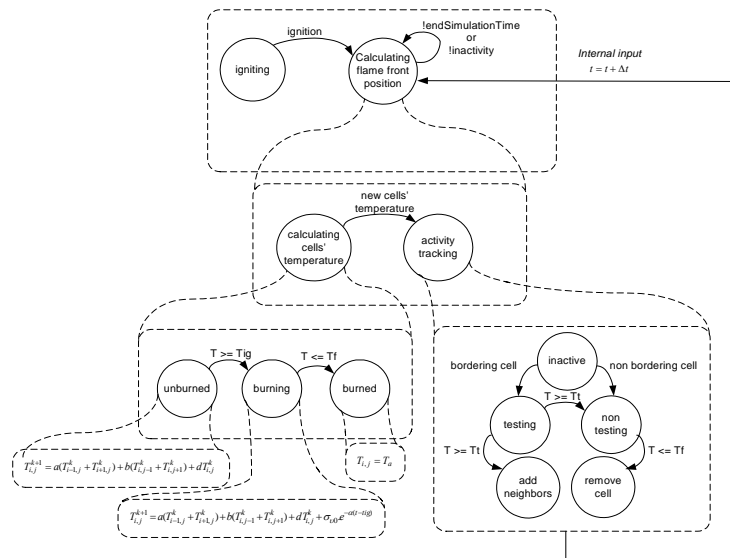 ignition
!endSimulationTime
or
!inactivity
igniting
Calculating
flame front
position
Internal input
t = t + Δt
new cells'
temperature
calculating
cells'
temperature
activity
tracking
T >= Tig
T <= Tf
unburned
burning
burned
inactive
bordering cell
non bordering cell
T >= Tt
testing
non
testing
T >= Tt
T <= Tf
add
neighbors
remove
cell
T_{i,j}^{k+1} = a(T_{i-1,j}^k + T_{i+1,j}^k) + b(T_{i,j-1}^k + T_{i,j+1}^k) + dT_{i,j}^k
T_{i,j} = T_a
T_{i,j}^{k+1} = a(T_{i-1,j}^k + T_{i+1,j}^k) + b(T_{i,j-1}^k + T_{i,j+1}^k) + dT_{i,j}^k + σ_{v0}e^{-α(t-tig)}